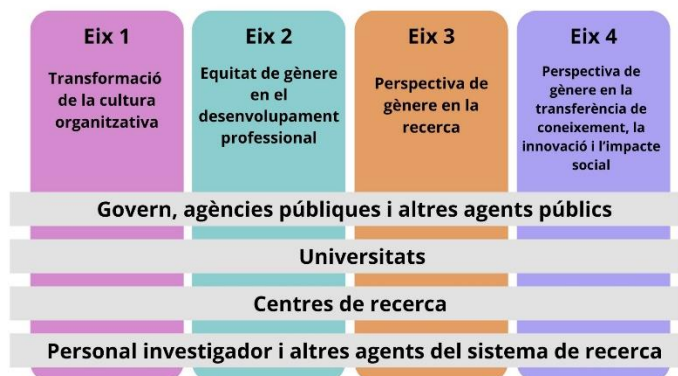 Eix 1
Transformació
de la cultura
organitzativa
Eix 2
Equitat de gènere
en el
desenvolupament
professional
Eix 3
Perspectiva de
gènere en la
recerca
Eix 4
Perspectiva de
gènere en la
transferència de
coneixement, la
innovació i l'impacte
social
Govern, agències públiques i altres agents públics
Universitats
Centres de recerca
Personal investigador i altres agents del sistema de recerca